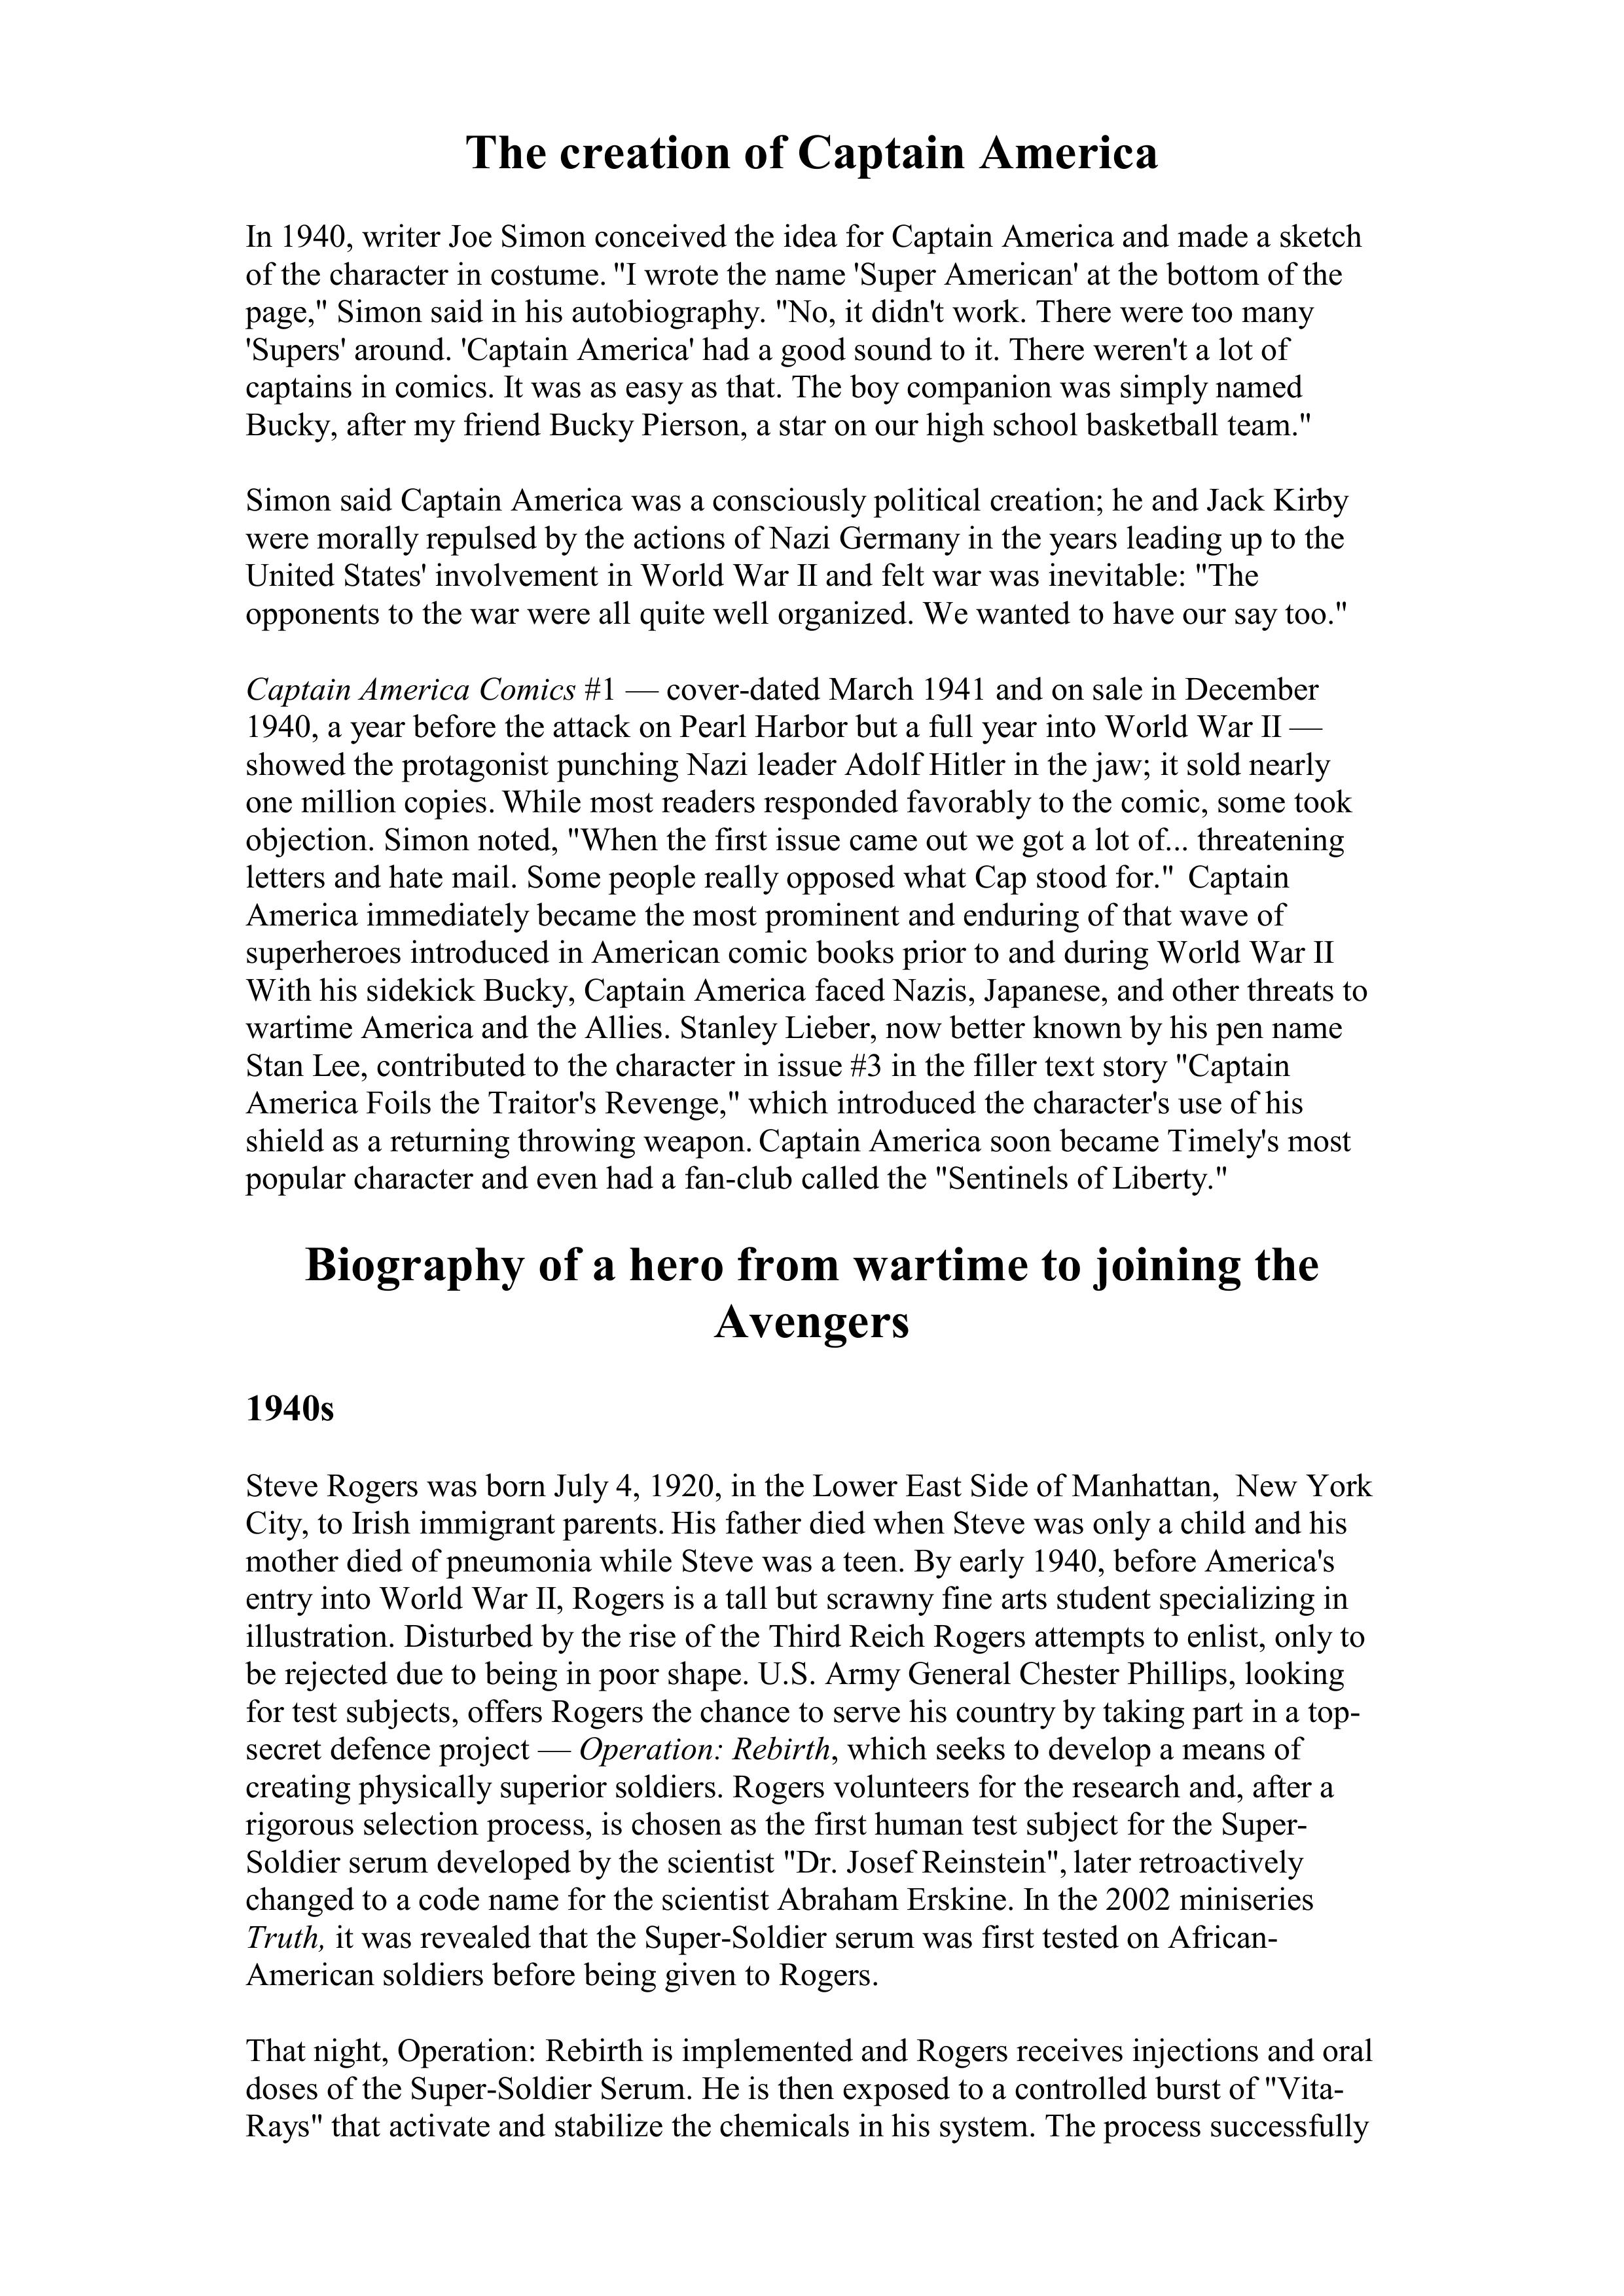 The creation of Captain America
In 1940, writer Joe Simon conceived the idea for Captain America and made a sketch
of the character in costume. "I wrote the name 'Super American' at the bottom of the
page," Simon said in his autobiography. "No, it didn't work. There were too many
'Supers' around. 'Captain America' had a good sound to it. There weren't a lot of
captains in comics. It was as easy as that. The boy companion was simply named
Bucky, after my friend Bucky Pierson, a star on our high school basketball team."
Simon said Captain America was a consciously political creation; he and Jack Kirby
were morally repulsed by the actions of Nazi Germany in the years leading up to the
United States' involvement in World War II and felt war was inevitable: "The
opponents to the war were all quite well organized. We wanted to have our say too."
Captain America Comics #1 — cover-dated March 1941 and on sale in December
1940, a year before the attack on Pearl Harbor but a full year into World War II —
showed the protagonist punching Nazi leader Adolf Hitler in the jaw; it sold nearly
one million copies. While most readers responded favorably to the comic, some took
objection. Simon noted, "When the first issue came out we got a lot of... threatening
letters and hate mail. Some people really opposed what Cap stood for." Captain
America immediately became the most prominent and enduring of that wave of
superheroes introduced in American comic books prior to and during World War II
With his sidekick Bucky, Captain America faced Nazis, Japanese, and other threats to
wartime America and the Allies. Stanley Lieber, now better known by his pen name
Stan Lee, contributed to the character in issue #3 in the filler text story "Captain
America Foils the Traitor's Revenge," which introduced the character's use of his
shield as a returning throwing weapon. Captain America soon became Timely's most
popular character and even had a fan-club called the "Sentinels of Liberty."
Biography of a hero from wartime to joining the
Avengers
1940s
Steve Rogers was born July 4, 1920, in the Lower East Side of Manhattan, New York
City, to Irish immigrant parents. His father died when Steve was only a child and his
mother died of pneumonia while Steve was a teen. By early 1940, before America's
entry into World War II, Rogers is a tall but scrawny fine arts student specializing in
illustration. Disturbed by the rise of the Third Reich Rogers attempts to enlist, only to
be rejected due to being in poor shape. U.S. Army General Chester Phillips, looking
for test subjects, offers Rogers the chance to serve his country by taking part in a top-
secret defence project — Operation: Rebirth, which seeks to develop a means of
creating physically superior soldiers. Rogers volunteers for the research and, after a
rigorous selection process, is chosen as the first human test subject for the Super-
Soldier serum developed by the scientist "Dr. Josef Reinstein", later retroactively
changed to a code name for the scientist Abraham Erskine. In the 2002 miniseries
Truth, it was revealed that the Super-Soldier serum was first tested on African-
American soldiers before being given to Rogers.
That night, Operation: Rebirth is implemented and Rogers receives injections and oral
doses of the Super-Soldier Serum. He is then exposed to a controlled burst of "Vita-
Rays" that activate and stabilize the chemicals in his system. The process successfully